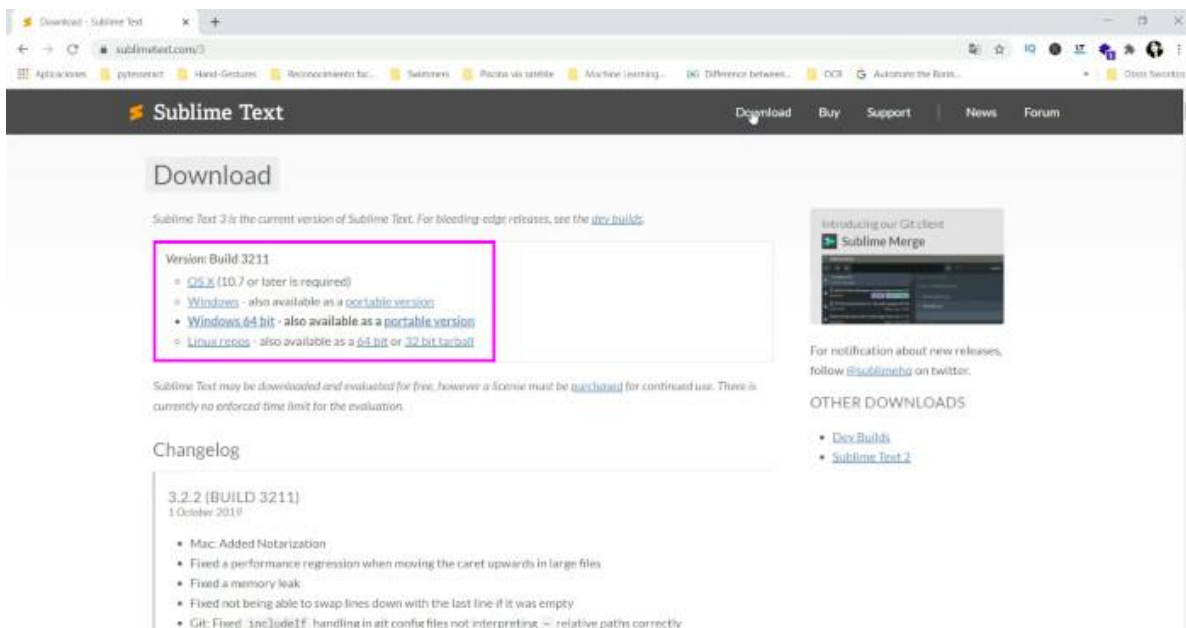 Download - Sublime Text
sublimetext.com/3
Aplicaciones pytesseract Hand-Gestures Reconocimiento fac... Swimmers Piscina vía satélite Machine Learning... Difference between... OCR Automate the Borin... Otros favoritos
Sublime Text Download Buy Support News Forum
Download
Sublime Text 3 is the current version of Sublime Text. For bleeding-edge releases, see the dev builds.
Version: Build 3211
OS X (10.7 or later is required)
Windows - also available as a portable version
Windows 64 bit - also available as a portable version
Linux repos - also available as a 64 bit or 32 bit tarball
Sublime Text may be downloaded and evaluated for free, however a license must be purchased for continued use. There is
currently no enforced time limit for the evaluation.
Changelog
3.2.2 (BUILD 3211)
1 October 2019
Mac: Added Notarization
Fixed a performance regression when moving the caret upwards in large files
Fixed a memory leak
Fixed not being able to swap lines down with the last line if it was empty
Git: Fixed includeIf handling in git config files not interpreting ~ relative paths correctly
Introducing our Git client
Sublime Merge
For notification about new releases,
follow @sublimehq on twitter.
OTHER DOWNLOADS
Dev Builds
Sublime Text 2